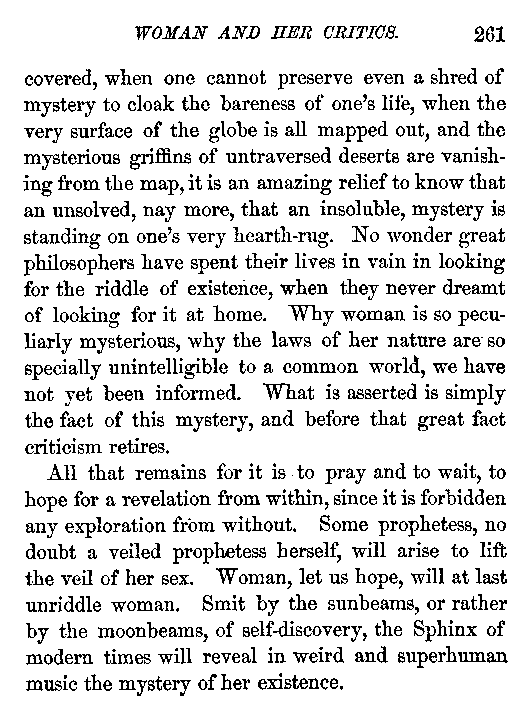 WOMAN AND HER CRITICS. 261
covered, when one cannot preserve even a shred of
mystery to cloak the bareness of one's life, when the
very surface of the globe is all mapped out, and the
mysterious griffins of untraversed deserts are vanish-
ing from the map, it is an amazing relief to know that
an unsolved, nay more, that an insoluble, mystery is
standing on one's very hearth-rug. No wonder great
philosophers have spent their lives in vain in looking
for the riddle of existence, when they never dreamt
of looking for it at home. Why woman is so pecu-
liarly mysterious, why the laws of her nature are so
specially unintelligible to a common world, we have
not yet been informed. What is asserted is simply
the fact of this mystery, and before that great fact
criticism retires.
All that remains for it is to pray and to wait, to
hope for a revelation from within, since it is forbidden
any exploration from without. Some prophetess, no
doubt a veiled prophetess herself, will arise to lift
the veil of her sex. Woman, let us hope, will at last
unriddle woman. Smit by the sunbeams, or rather
by the moonbeams, of self-discovery, the Sphinx of
modern times will reveal in weird and superhuman
music the mystery of her existence.